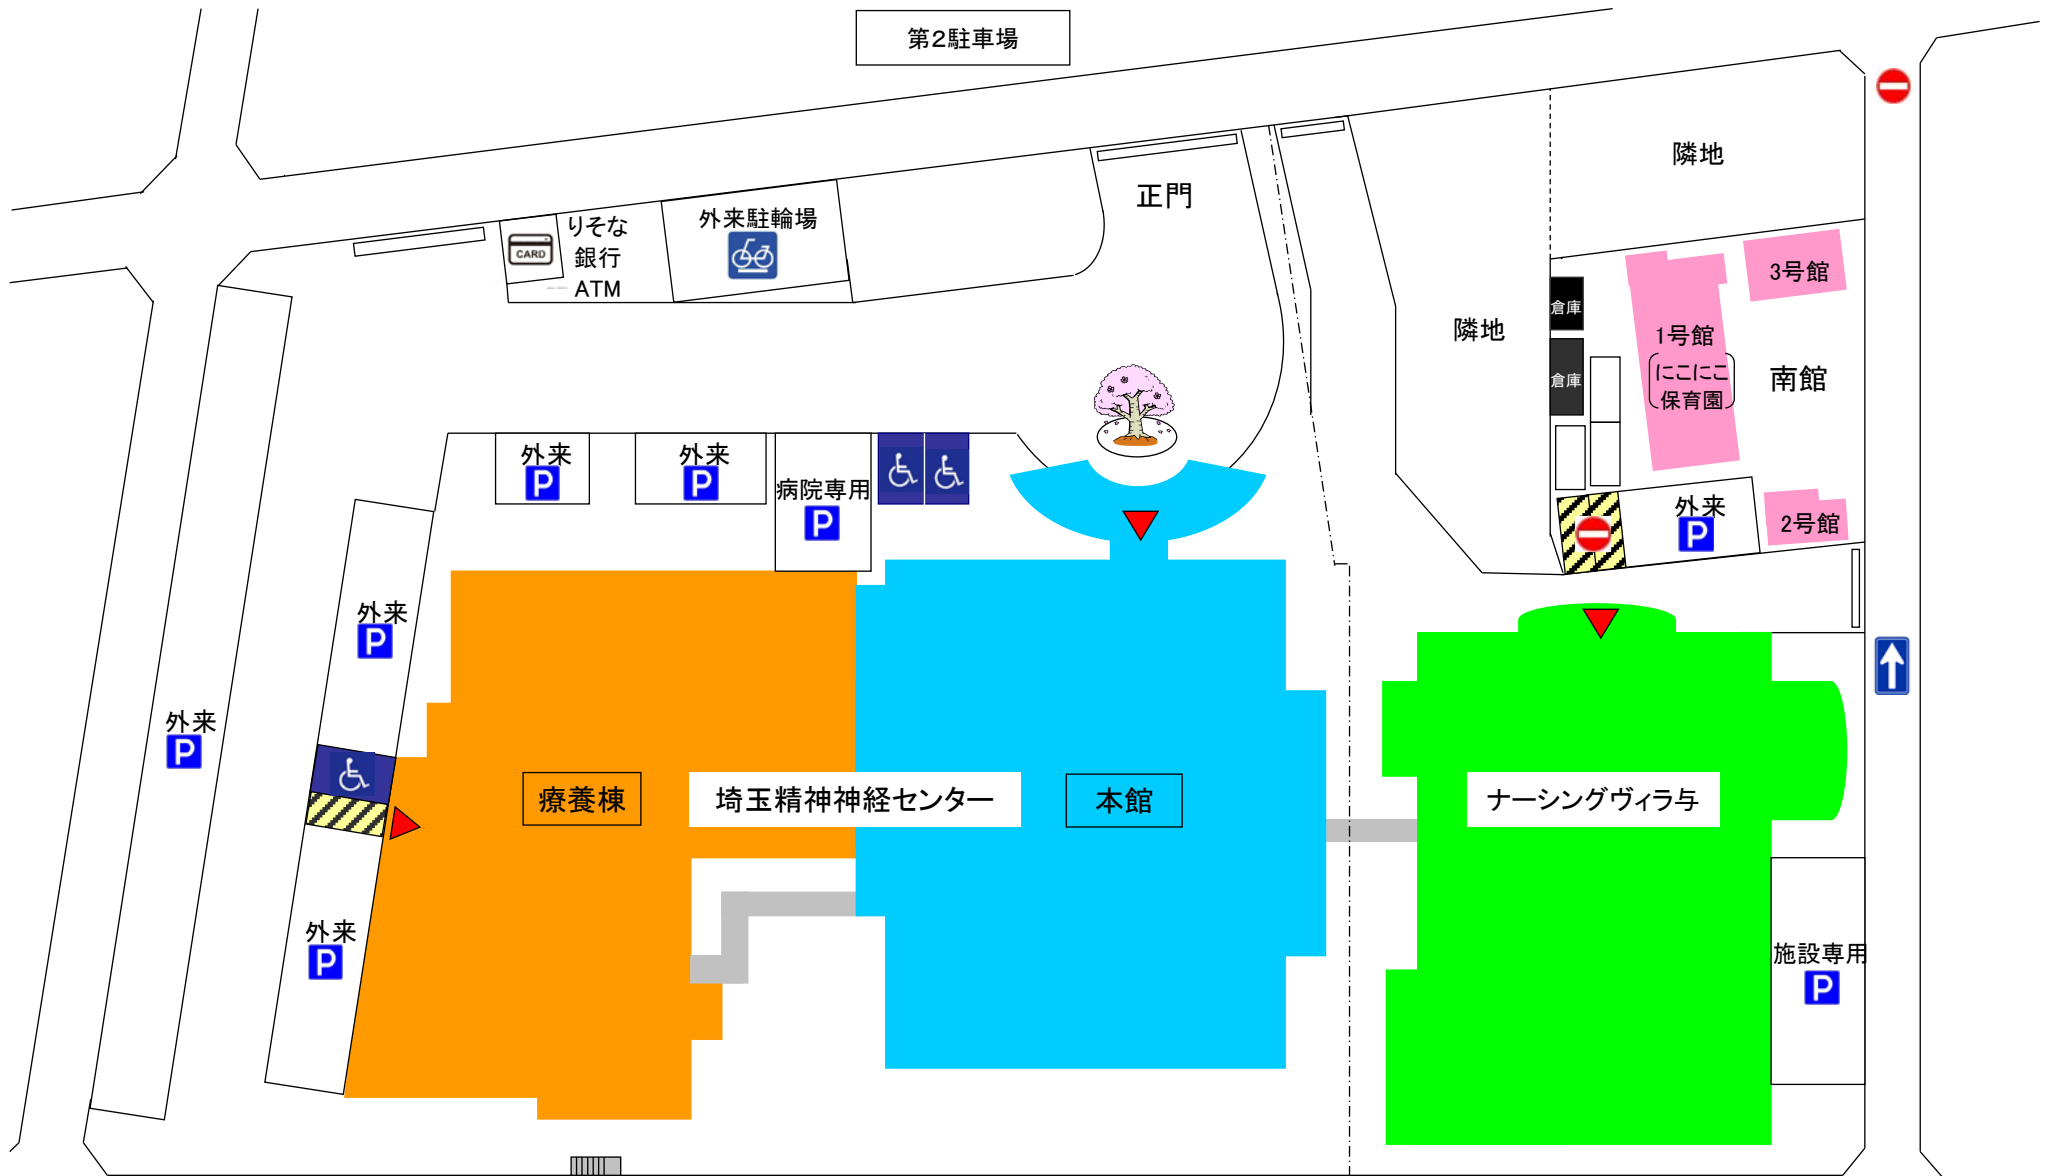 第2駐車場
隣地
正門
外来駐輪場
りそな
銀行
ATM
CARD
3号館
倉庫
1号館
にこにこ
保育園
隣地
倉庫
南館
外来
P
外来
P
病院専用
P
外来
P
2号館
外来
P
外来
P
療養棟
埼玉精神神経センター
本館
ナーシングヴィラ与
外来
P
施設専用
P